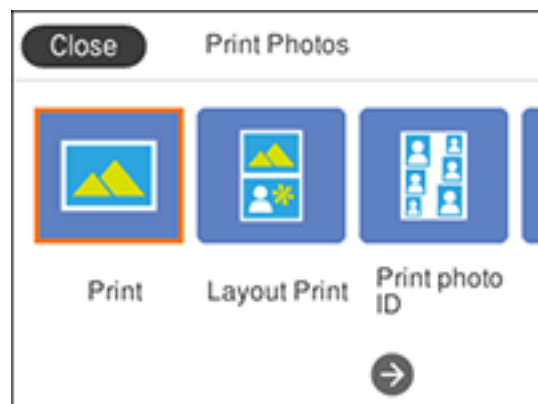 Close
Print Photos
Print
Layout Print
Print photo
ID